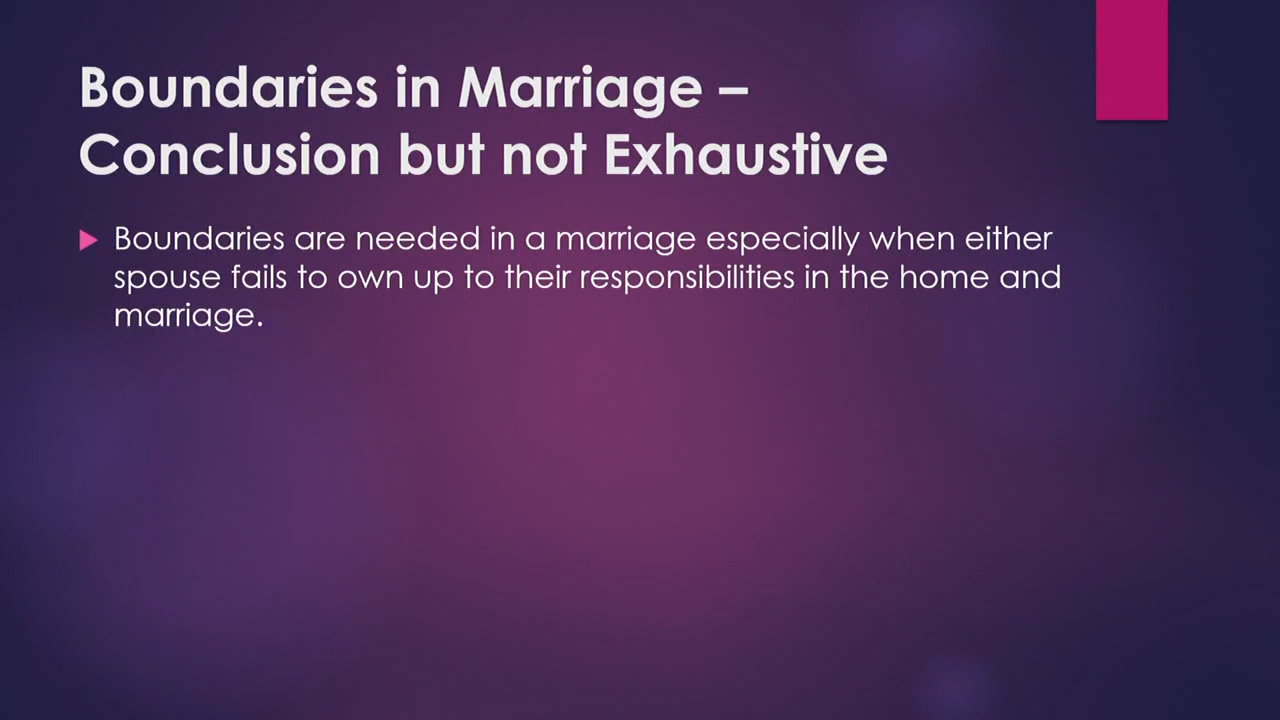 Boundaries in Marriage –
Conclusion but not Exhaustive
Boundaries are needed in a marriage especially when either
spouse fails to own up to their responsibilities in the home and
marriage.